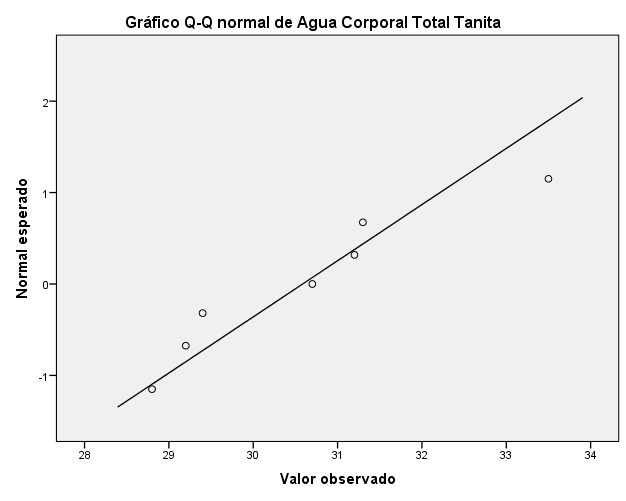 Gráfico Q-Q normal de Agua Corporal Total Tanita
Normal esperado
2
1
0
-1
28 29 30 31 32 33 34
Valor observado